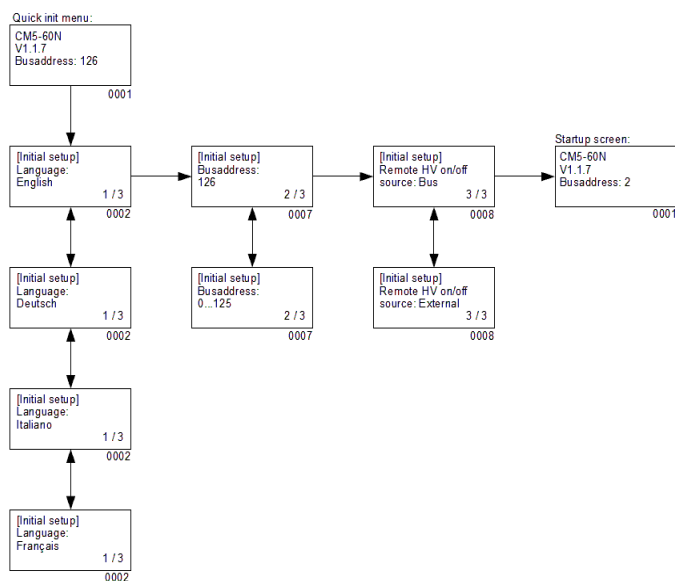 Quick init menu:
CM5-60N
V1.1.7
Busaddress: 126
0001
[Initial setup]
Language:
English
1 / 3
0002
[Initial setup]
Busaddress:
126
2 / 3
0007
[Initial setup]
Remote HV on/off
source: Bus
3 / 3
0008
Startup screen:
CM5-60N
V1.1.7
Busaddress: 2
0001
[Initial setup]
Language:
Deutsch
1 / 3
0002
[Initial setup]
Busaddress:
0...125
2 / 3
0007
[Initial setup]
Remote HV on/off
source: External
3 / 3
0008
[Initial setup]
Language:
Italiano
1 / 3
0002
[Initial setup]
Language:
Français
1 / 3
0002